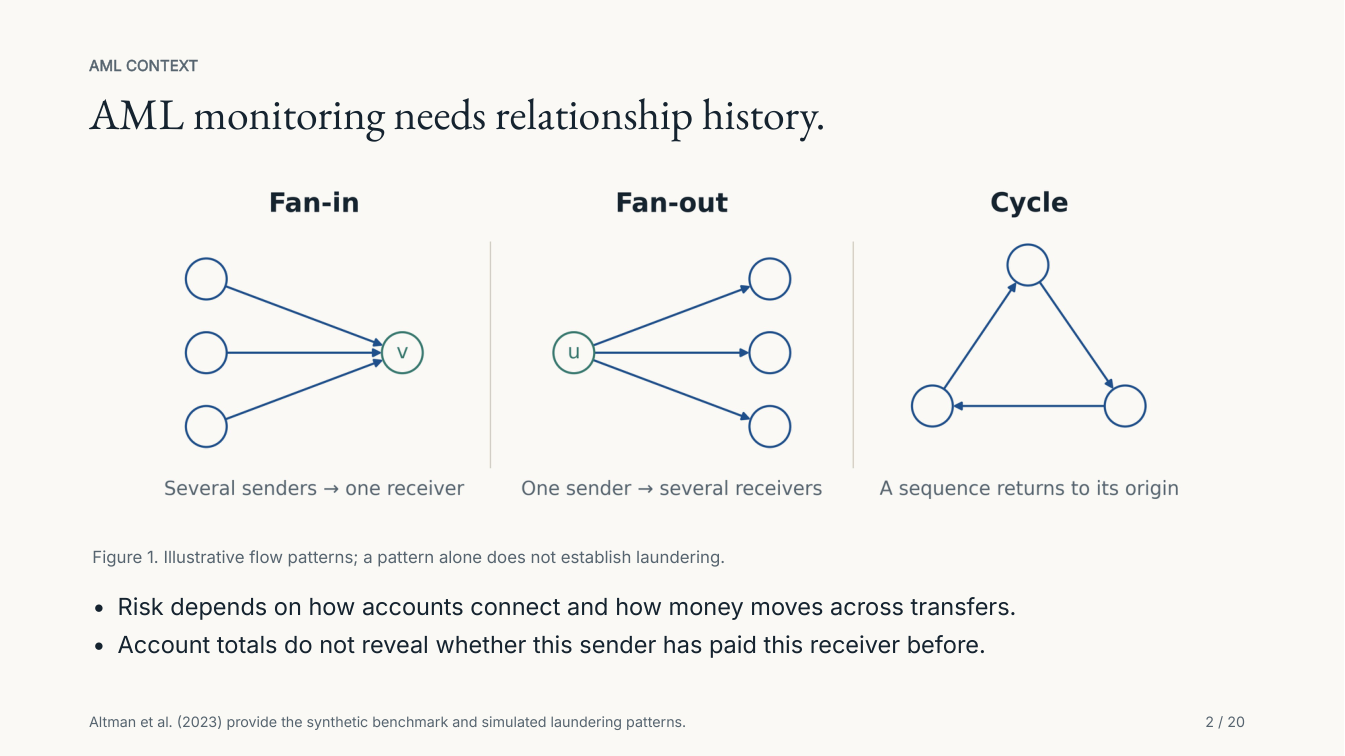 AML CONTEXT
AML monitoring needs relationship history.
Fan-in
Fan-out
Cycle
v
u
Several senders → one receiver
One sender → several receivers
A sequence returns to its origin
Figure 1. Illustrative flow patterns; a pattern alone does not establish laundering.
• Risk depends on how accounts connect and how money moves across transfers.
• Account totals do not reveal whether this sender has paid this receiver before.
Altman et al. (2023) provide the synthetic benchmark and simulated laundering patterns.
2 / 20